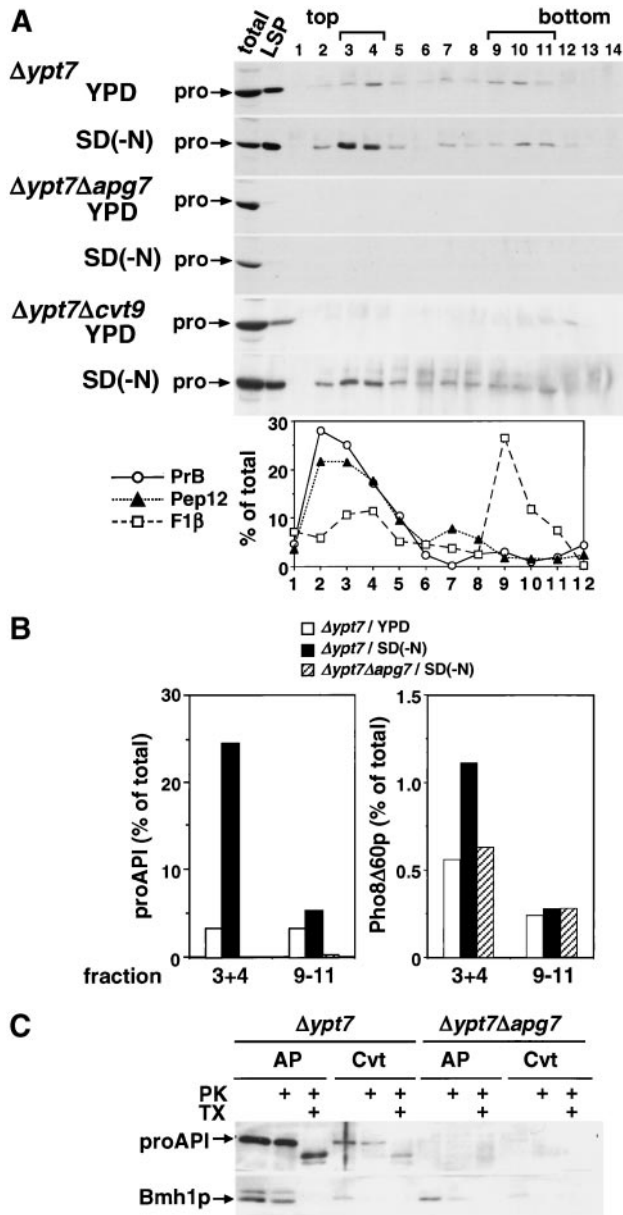 A
total LSP top bottom
1 2 3 4 5 6 7 8 9 10 11 12 13 14
Δypt7
YPD pro
SD(-N) pro
Δypt7Δapg7
YPD pro
SD(-N) pro
Δypt7Δcvt9
YPD pro
SD(-N) pro
PrB
Pep12
F1β
% of total
30
20
10
0
1 2 3 4 5 6 7 8 9 10 11 12
B
Δypt7 / YPD
Δypt7 / SD(-N)
Δypt7Δapg7 / SD(-N)
proAPI (% of total)
30
25
20
15
10
5
0
Pho8Δ60p (% of total)
1.5
1.0
0.5
0
fraction 3+4 9-11 3+4 9-11
C
Δypt7 Δypt7Δapg7
AP Cvt AP Cvt
PK + + + + + + + +
TX + + + +
proAPI
Bmh1p